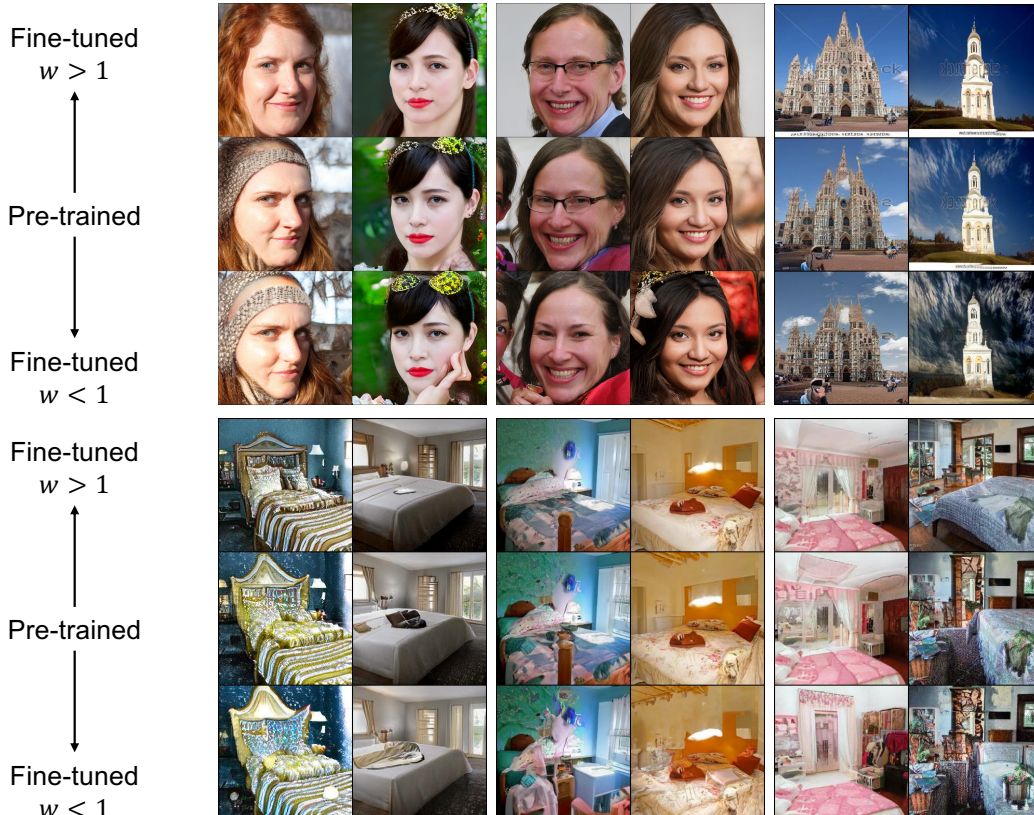 Fine-tuned
w > 1
Pre-trained
Fine-tuned
w < 1
Fine-tuned
w > 1
Pre-trained
Fine-tuned
w < 1